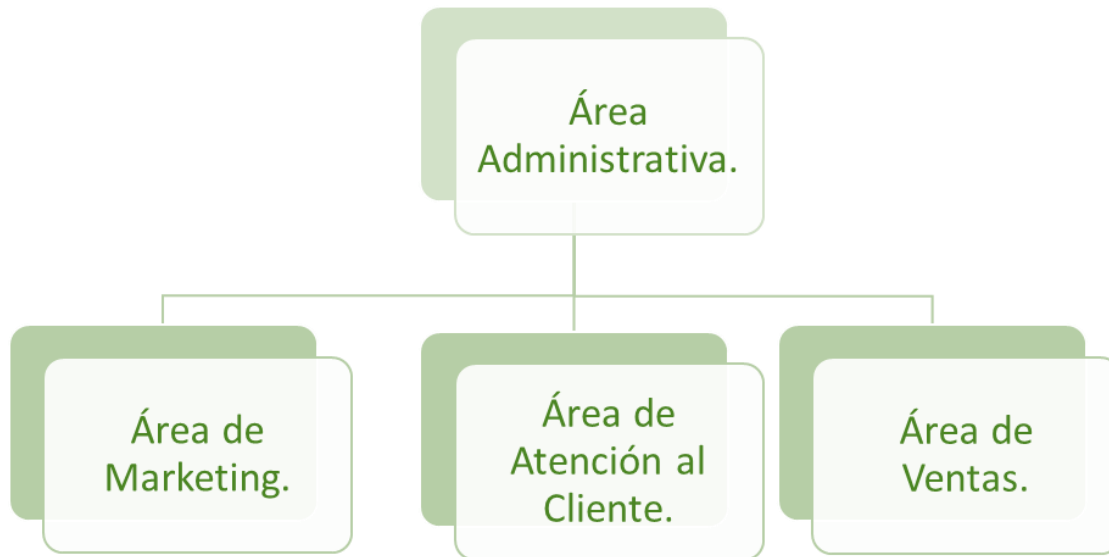 Área
Administrativa.
Área de
Marketing.
Área de
Atención al
Cliente.
Área de
Ventas.